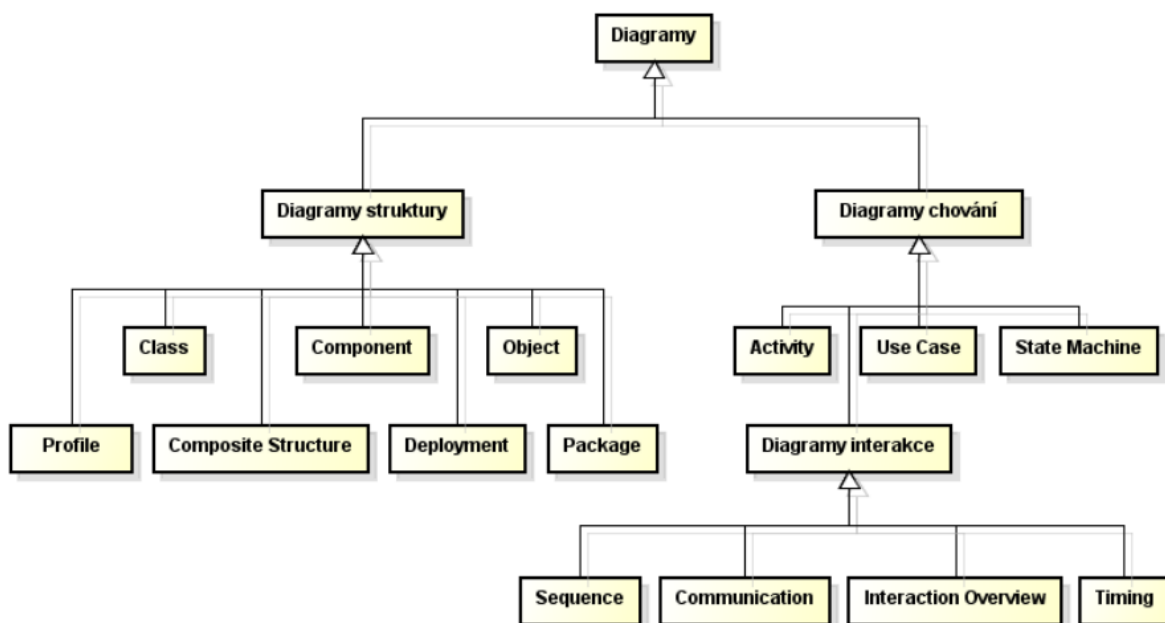 Diagramy
Diagramy struktury
Diagramy chování
Class
Component
Object
Activity
Use Case
State Machine
Profile
Composite Structure
Deployment
Package
Diagramy interakce
Sequence
Communication
Interaction Overview
Timing